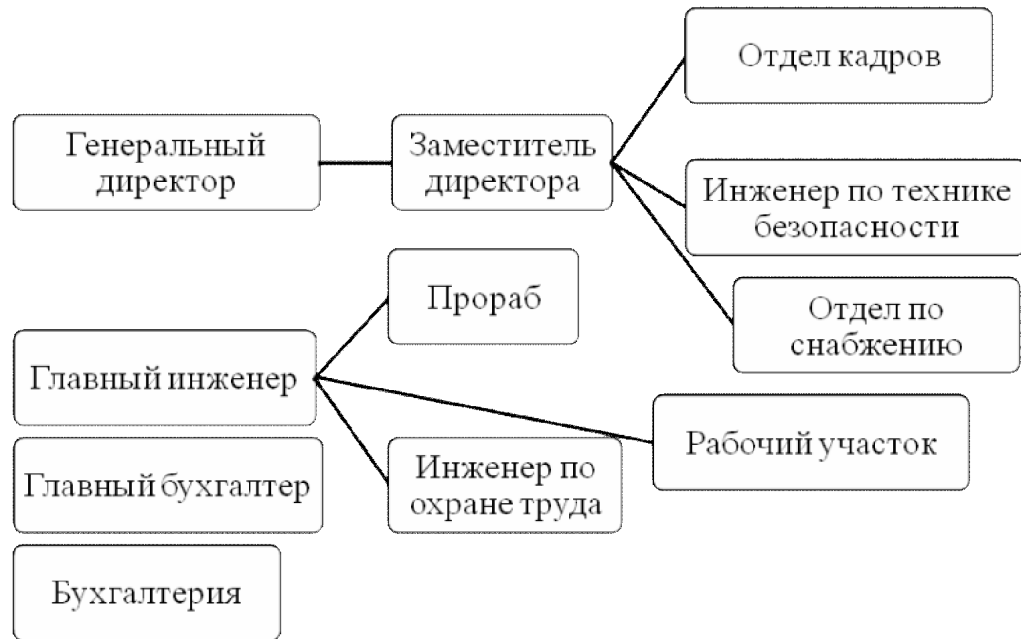 Отдел кадров
Генеральный
директор
Заместитель
директора
Инженер по технике
безопасности
Прораб
Отдел по
снабжению
Главный инженер
Рабочий участок
Главный бухгалтер
Инженер по
охране труда
Бухгалтерия